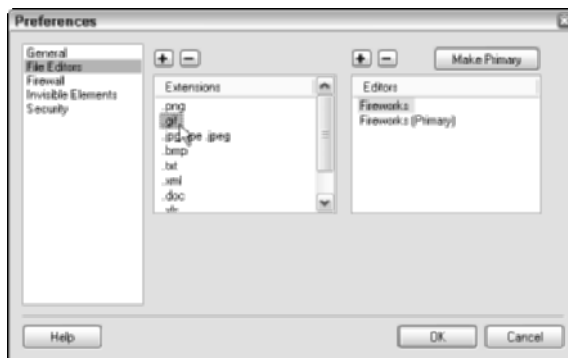 Preferences
General
File Editors
Firewall
Invisible Elements
Security
Extensions
.png
.gif
.jpg .jpe .jpeg
.bmp
.txt
.xml
.doc
Make Primary
Editors
Fireworks
Fireworks (Primary)
Help
OK
Cancel